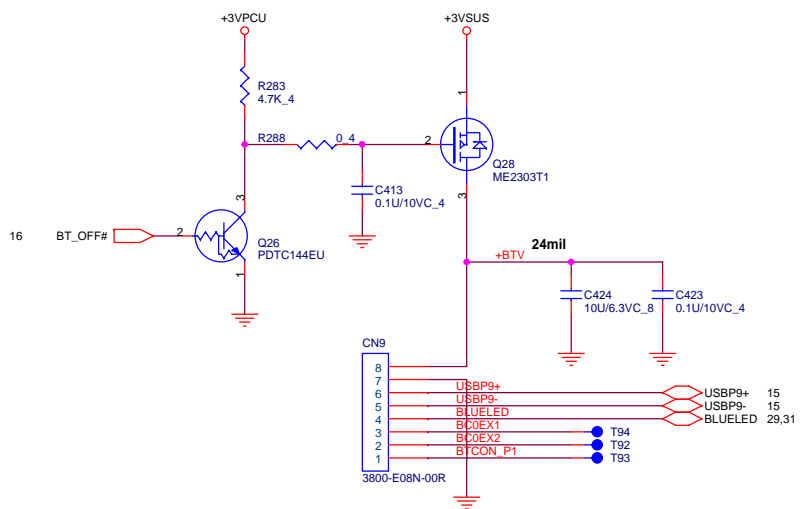 +3VPCU
+3VSUS
R283
4.7K_4
1
R288
0_4
2
Q28
ME2303T1
C413
0.1U/10VC_4
3
3
16
BT_OFF#
2
Q26
PDTC144EU
1
24mil
+BTV
C424
10U/6.3VC_8
C423
0.1U/10VC_4
CN9
8
7
6 USBP9+ USBP9+ 15
5 USBP9- USBP9- 15
4 BLUELED BLUELED 29,31
3 BC0EX1 T94
2 BC0EX2 T92
1 BTCON_P1 T93
3800-E08N-00R